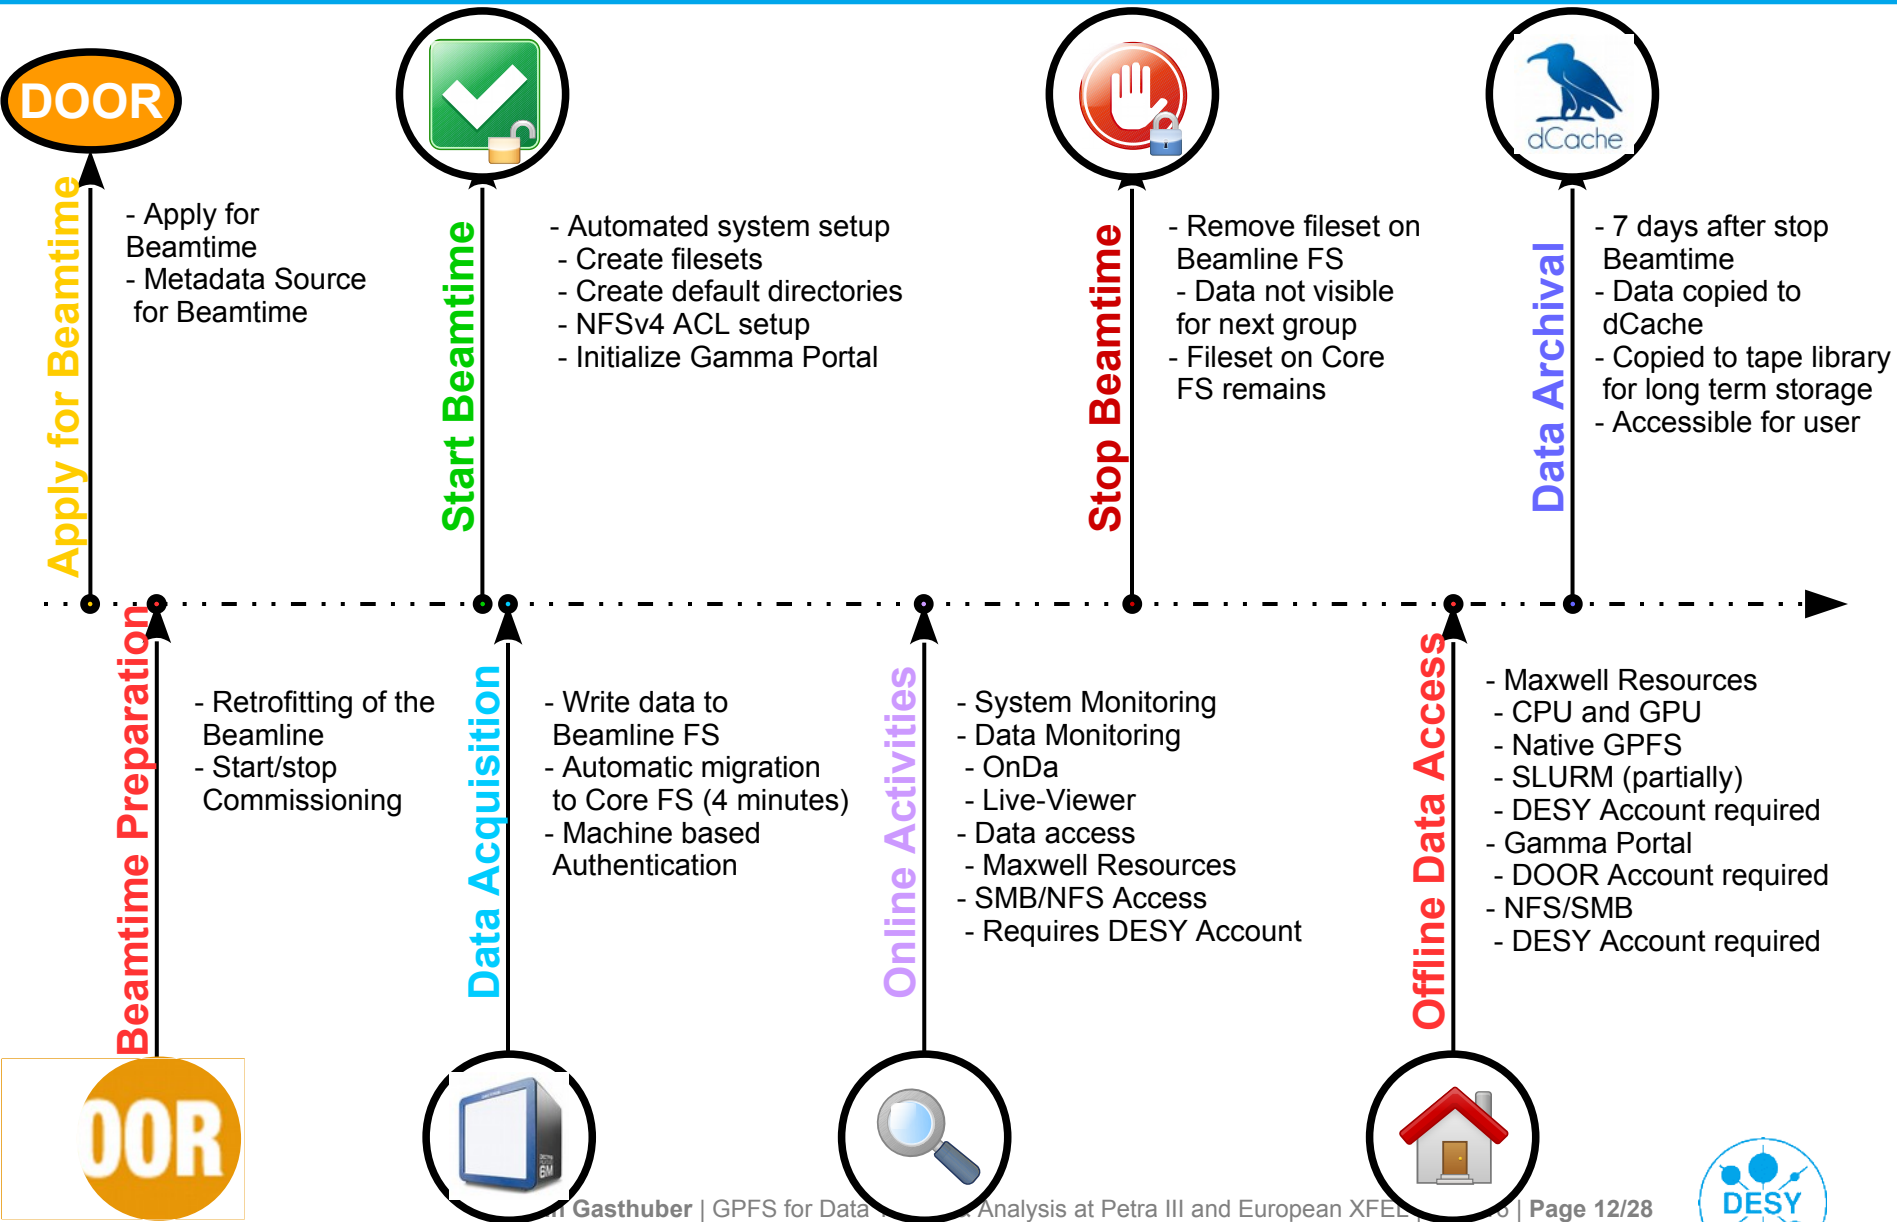 DOOR
Apply for Beamtime
- Apply for
Beamtime
- Metadata Source
for Beamtime
Start Beamtime
- Automated system setup
- Create filesets
- Create default directories
- NFSv4 ACL setup
- Initialize Gamma Portal
Stop Beamtime
- Remove fileset on
Beamline FS
- Data not visible
for next group
- Fileset on Core
FS remains
dCache
Data Archival
- 7 days after stop
Beamtime
- Data copied to
dCache
- Copied to tape library
for long term storage
- Accessible for user
Beamtime Preparation
- Retrofitting of the
Beamline
- Start/stop
Commissioning
OOR
Data Acquisition
- Write data to
Beamline FS
- Automatic migration
to Core FS (4 minutes)
- Machine based
Authentication
6M
Online Activities
- System Monitoring
- Data Monitoring
- OnDa
- Live-Viewer
- Data access
- Maxwell Resources
- SMB/NFS Access
- Requires DESY Account
Offline Data Access
- Maxwell Resources
- CPU and GPU
- Native GPFS
- SLURM (partially)
- DESY Account required
- Gamma Portal
- DOOR Account required
- NFS/SMB
- DESY Account required
Gasthuber | GPFS for Data Analysis at Petra III and European XFEL | Page 12/28
DESY